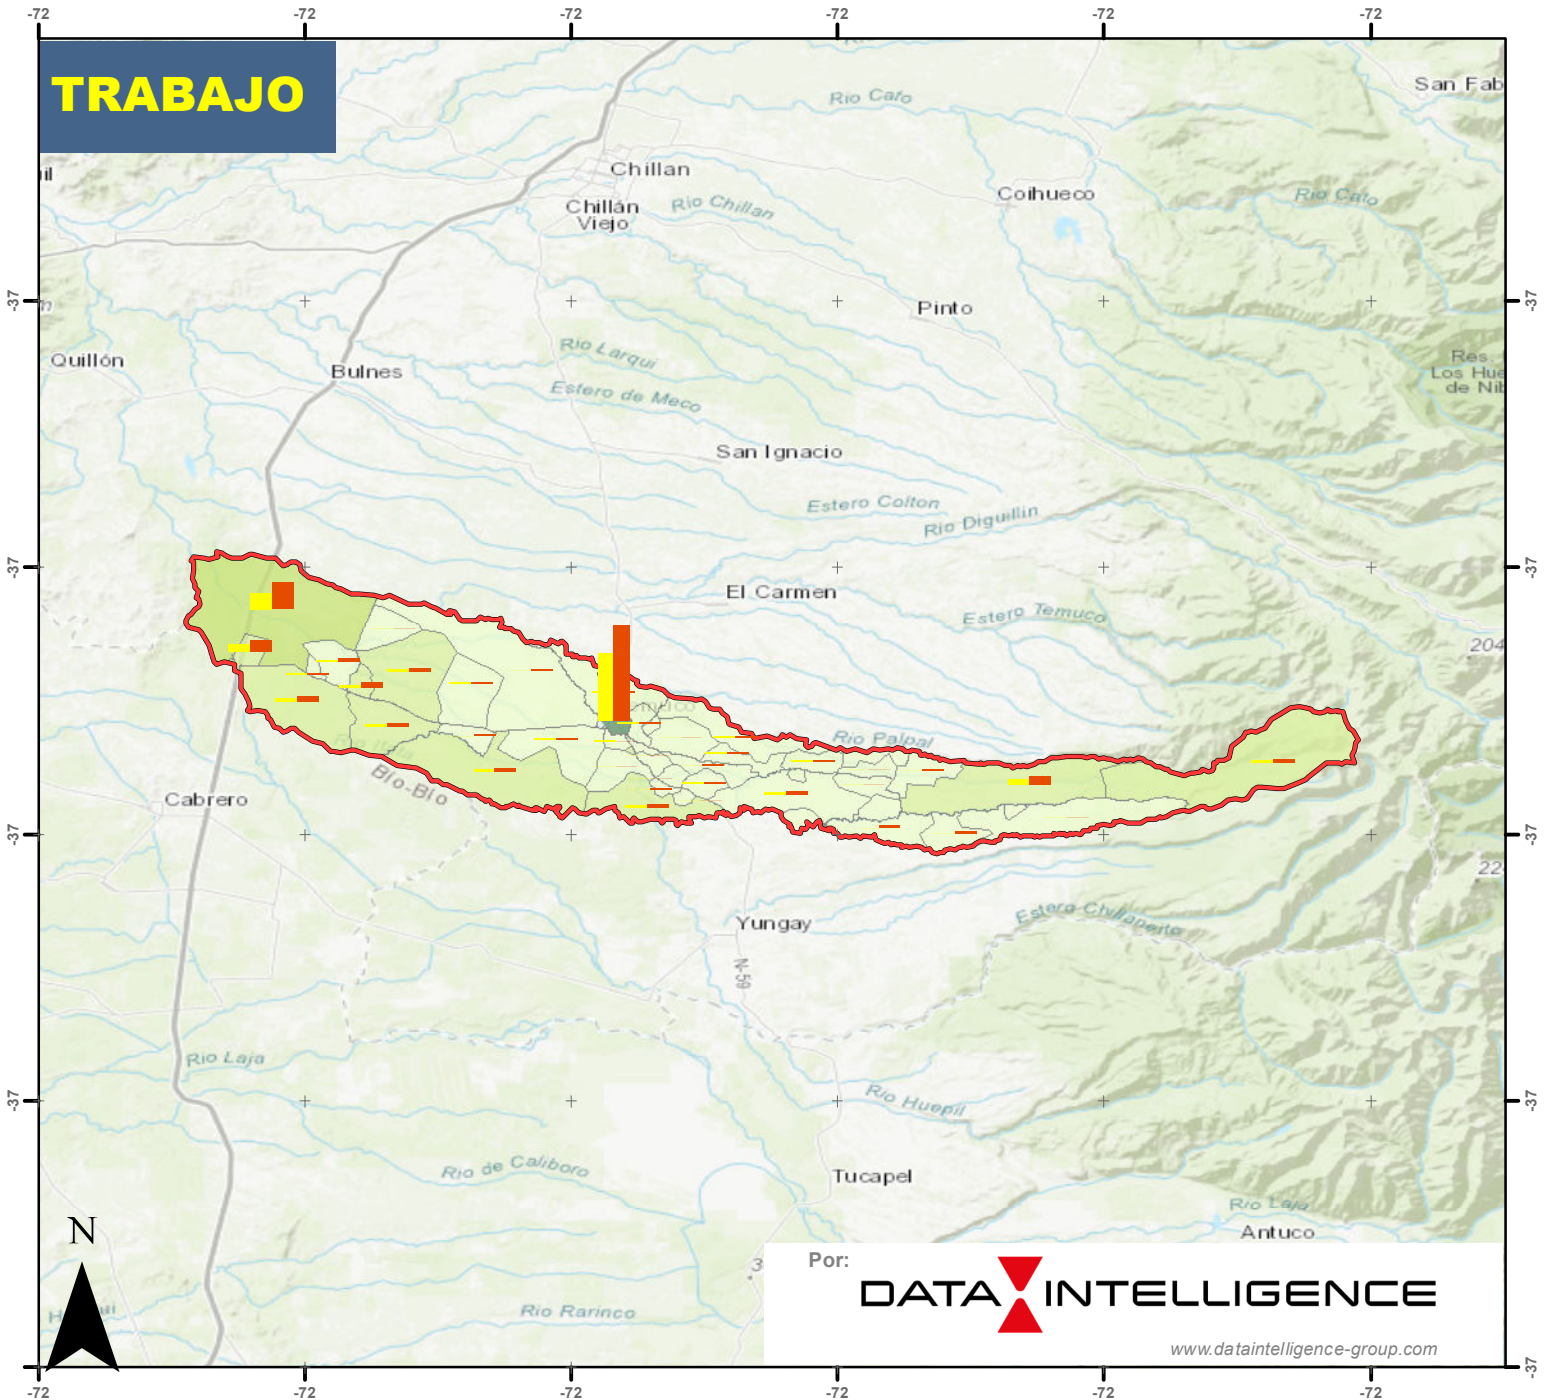 -72 -72 -72 -72 -72 -72
TRABAJO
San Fab
Rio Cato
Chillan
il
Coihueco
Rio Cato
Chillán
Viejo
Rio Chillan
-37
-37
Pinto
Rio Larqui
Quillón
Bulnes
Res
Los Hue
de Ñib
Estero de Meco
San Ignacio
Estero Colton
Rio Diguillin
-37
-37
El Carmen
Estero Temuco
204
Rio Palpal
Bio-Bio
Cabrero
-37
-37
22
Yungay
Estero Chillancito
N-59
Rio Laja
-37
-37
Rio Huepil
Rio de Caliboro
Tucapel
Rio Laja
Antuco
N
Por:
3
DATA INTELLIGENCE
Rio Rarinco
www.dataintelligence-group.com
-37
-37
-72 -72 -72 -72 -72 -72